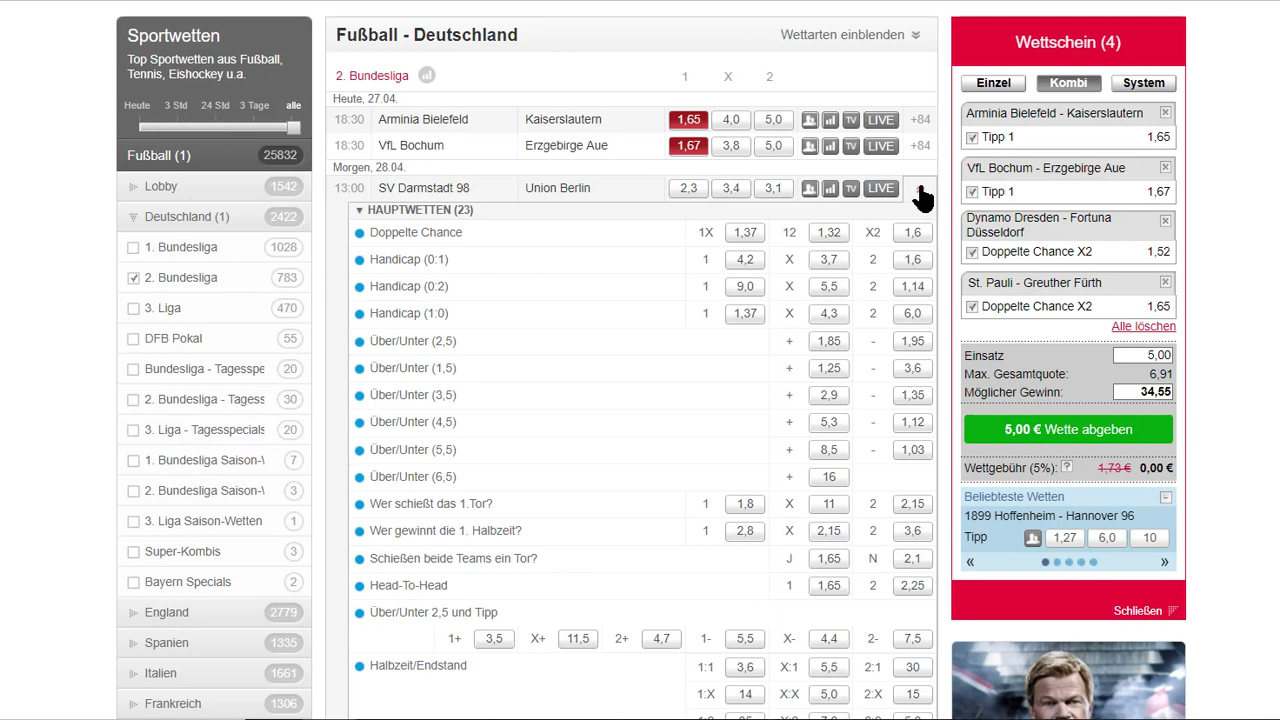 Sportwetten
Top Sportwetten aus Fußball,
Tennis, Eishockey u.a.
Heute 3 Std 24 Std 3 Tage alle
Fußball (1) 25832
Lobby 1542
Deutschland (1) 2422
1. Bundesliga 1028
2. Bundesliga 783
3. Liga 470
DFB Pokal 55
Bundesliga - Tagesspe 20
2. Bundesliga - Tagess 30
3. Liga - Tagesspecials 20
1. Bundesliga Saison-\ 7
2. Bundesliga Saison-\ 3
3. Liga Saison-Wetten 1
Super-Kombis 3
Bayern Specials 2
England 2779
Spanien 1335
Italien 1661
Frankreich 1306
Fußball - Deutschland Wettarten einblenden
2. Bundesliga 1 X 2
Heute, 27.04.
18:30 Arminia Bielefeld Kaiserslautern 1,65 4,0 5,0 TV LIVE +84
18:30 VfL Bochum Erzgebirge Aue 1,67 3,8 5,0 TV LIVE +84
Morgen, 28.04.
13:00 SV Darmstadt 98 Union Berlin 2,3 3,4 3,1 TV LIVE
HAUPTWETTEN (23)
Doppelte Chance 1X 1,37 12 1,32 X2 1,6
Handicap (0:1) 1 4,2 X 3,7 2 1,6
Handicap (0:2) 1 9,0 X 5,5 2 1,14
Handicap (1:0) 1 1,37 X 4,3 2 6,0
Über/Unter (2,5) + 1,85 - 1,95
Über/Unter (1,5) + 1,25 - 3,6
Über/Unter (3,5) + 2,9 - 1,35
Über/Unter (4,5) + 5,3 - 1,12
Über/Unter (5,5) + 8,5 - 1,03
Über/Unter (6,5) + 16
Wer schießt das 1.Tor? 1 1,8 X 11 2 2,15
Wer gewinnt die 1. Halbzeit? 1 2,8 X 2,15 2 3,6
Schießen beide Teams ein Tor? J 1,65 N 2,1
Head-To-Head 1 1,65 2 2,25
Über/Unter 2,5 und Tipp
1+ 3,5 X+ 11,5 2+ 4,7 1- 5,5 X- 4,4 2- 7,5
Halbzeit/Endstand 1:1 3,6 X:1 5,5 2:1 30
1:X 14 X:X 5,0 2:X 15
Wettschein (4)
Einzel Kombi System
Arminia Bielefeld - Kaiserslautern
Tipp 1 1,65
VfL Bochum - Erzgebirge Aue
Tipp 1 1,67
Dynamo Dresden - Fortuna
Düsseldorf
Doppelte Chance X2 1,52
St. Pauli - Greuther Fürth
Doppelte Chance X2 1,65
Alle löschen
Einsatz 5,00
Max. Gesamtquote: 6,91
Möglicher Gewinn: 34,55
5,00 € Wette abgeben
Wettgebühr (5%): ? 1,73 € 0,00 €
Beliebteste Wetten
1899 Hoffenheim - Hannover 96
Tipp 1,27 6,0 10
« »
Schließen